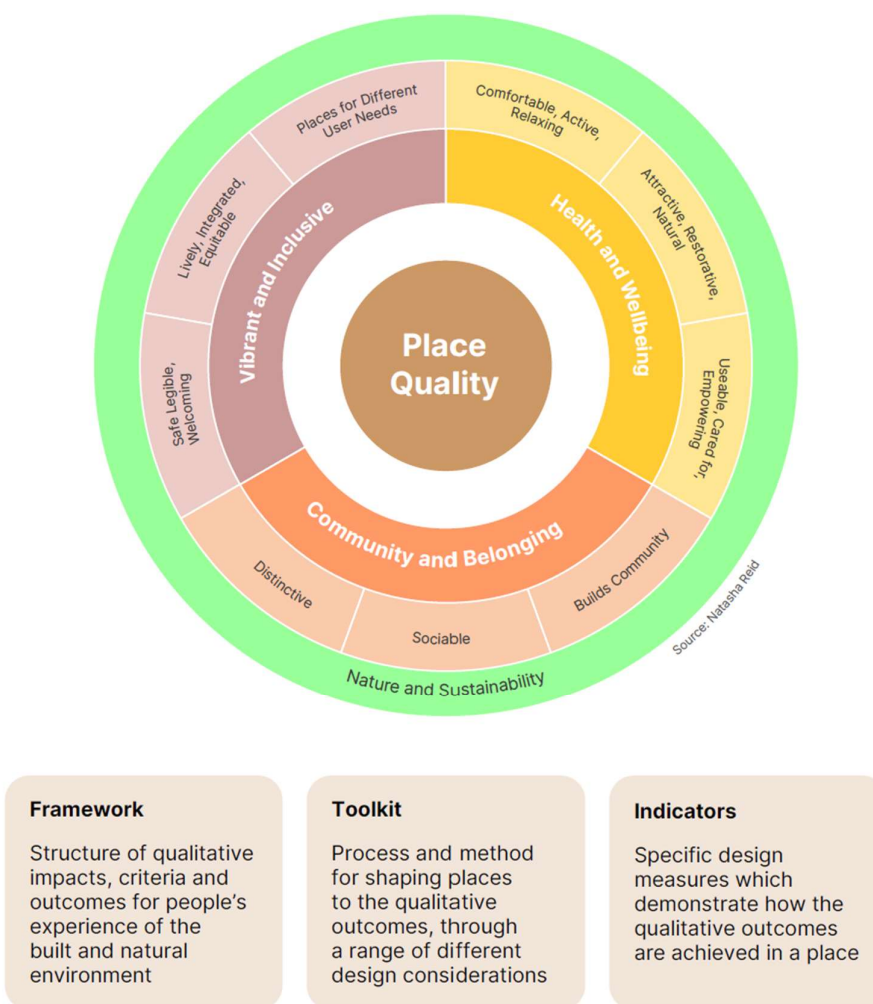 Places for Different
User Needs
Comfortable, Active,
Relaxing
Lively, Integrated,
Equitable
Vibrant and Inclusive
Health and Wellbeing
Attractive, Restorative,
Natural
Place
Quality
Safe Legible,
Welcoming
Useable, Cared for,
Empowering
Community and Belonging
Distinctive
Sociable
Builds Community
Nature and Sustainability
Source: Natasha Reid
Framework
Structure of qualitative
impacts, criteria and
outcomes for people’s
experience of the
built and natural
environment
Toolkit
Process and method
for shaping places
to the qualitative
outcomes, through
a range of different
design considerations
Indicators
Specific design
measures which
demonstrate how the
qualitative outcomes
are achieved in a place